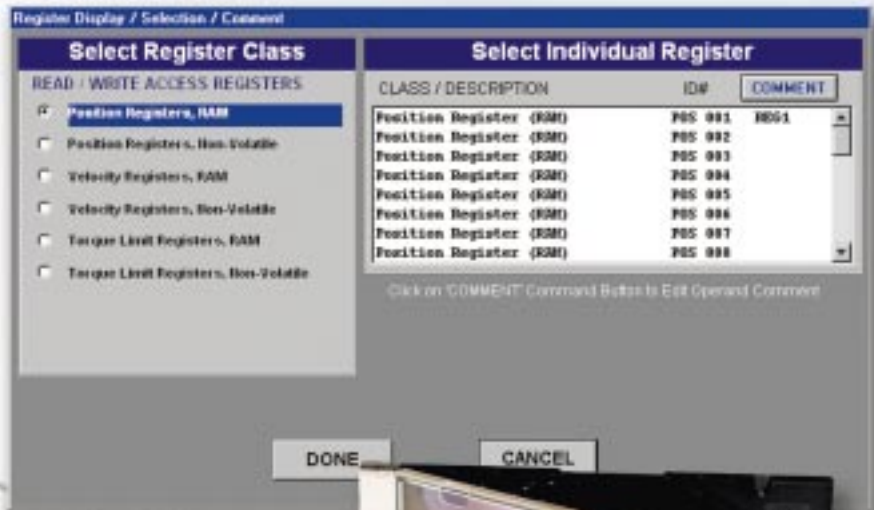 Register Display / Selection / Comment
Select Register Class
READ / WRITE ACCESS REGISTERS
Position Registers, RAM
Position Registers, Non-Volatile
Velocity Registers, RAM
Velocity Registers, Non-Volatile
Torque Limit Registers, RAM
Torque Limit Registers, Non-Volatile
Select Individual Register
CLASS / DESCRIPTION ID# COMMENT
Position Register (RAM) POS 001 REG1
Position Register (RAM) POS 002
Position Register (RAM) POS 003
Position Register (RAM) POS 004
Position Register (RAM) POS 005
Position Register (RAM) POS 006
Position Register (RAM) POS 007
Position Register (RAM) POS 008
Click on 'COMMENT' Command Button to Edit Operand Comment
DONE CANCEL